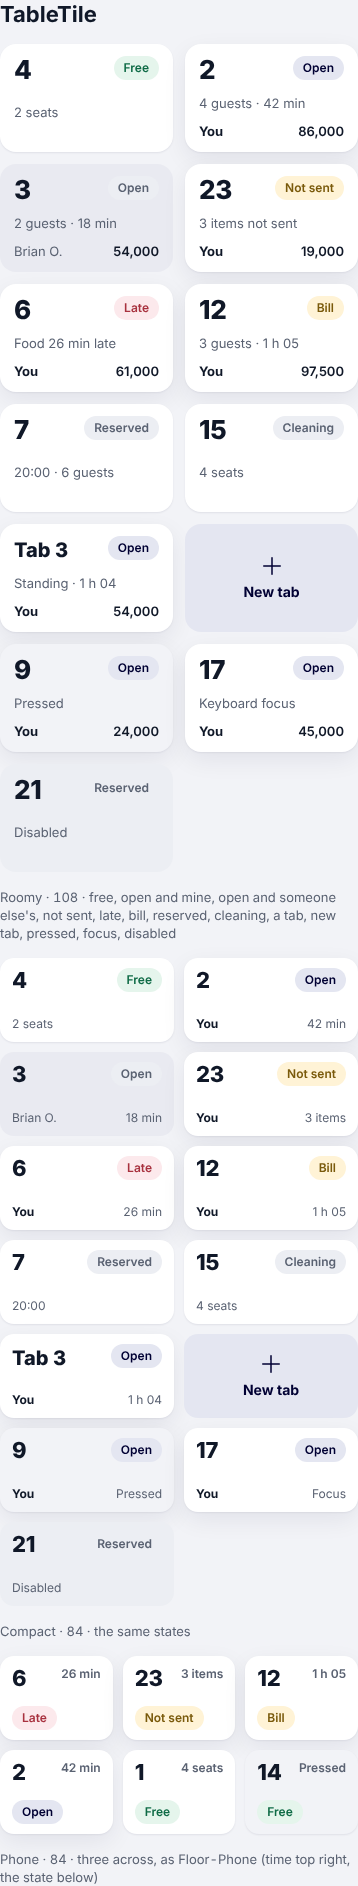 TableTile
4 Free
2 seats
2 Open
4 guests · 42 min
You 86,000
3 Open
2 guests · 18 min
Brian O. 54,000
23 Not sent
3 items not sent
You 19,000
6 Late
Food 26 min late
You 61,000
12 Bill
3 guests · 1 h 05
You 97,500
7 Reserved
20:00 · 6 guests
15 Cleaning
4 seats
Tab 3 Open
Standing · 1 h 04
You 54,000
New tab
9 Open
Pressed
You 24,000
17 Open
Keyboard focus
You 45,000
21 Reserved
Disabled
Roomy · 108 · free, open and mine, open and someone
else's, not sent, late, bill, reserved, cleaning, a tab, new
tab, pressed, focus, disabled
4 Free
2 seats
2 Open
You 42 min
3 Open
Brian O. 18 min
23 Not sent
You 3 items
6 Late
You 26 min
12 Bill
You 1 h 05
7 Reserved
20:00
15 Cleaning
4 seats
Tab 3 Open
You 1 h 04
New tab
9 Open
You Pressed
17 Open
You Focus
21 Reserved
Disabled
Compact · 84 · the same states
6 26 min
Late
23 3 items
Not sent
12 1 h 05
Bill
2 42 min
Open
1 4 seats
Free
14 Pressed
Free
Phone · 84 · three across, as Floor-Phone (time top right,
the state below)